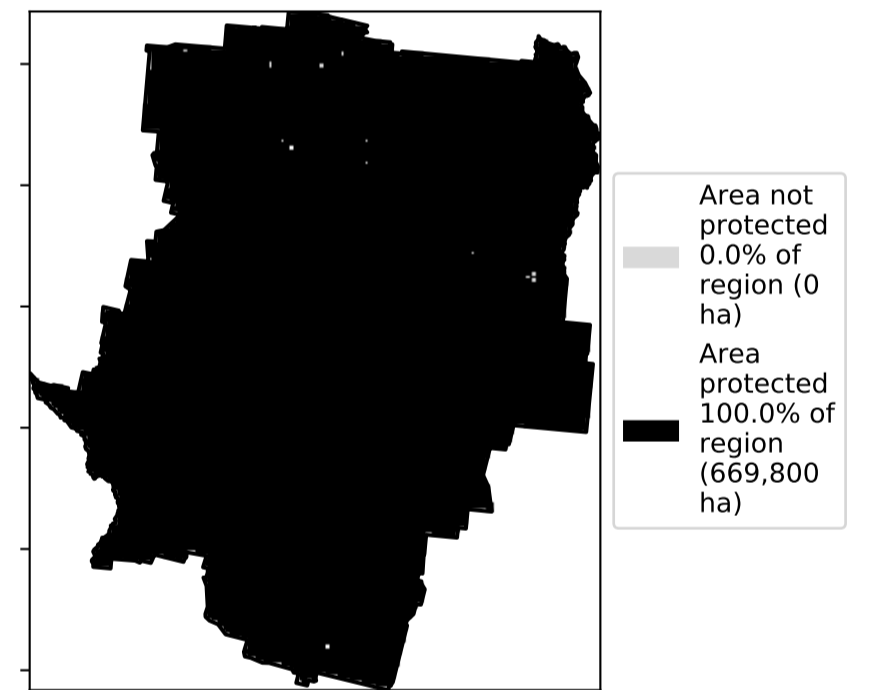 Area not
protected
0.0% of
region (0
ha)
Area
protected
100.0% of
region
(669,800
ha)